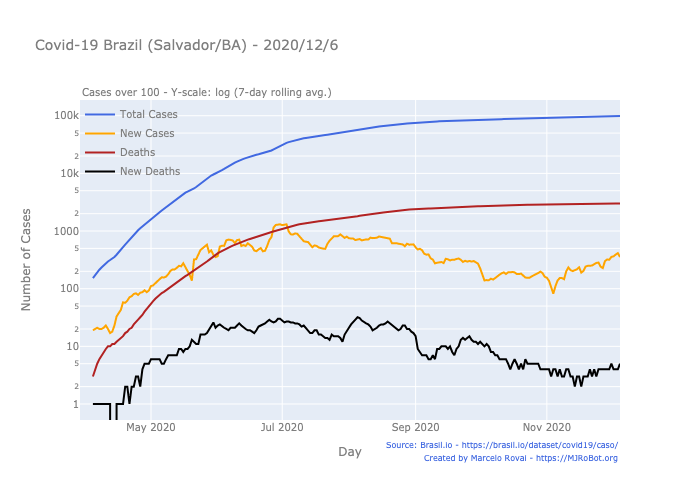 Covid-19 Brazil (Salvador/BA) - 2020/12/6
Cases over 100 - Y-scale: log (7-day rolling avg.)
Total Cases
New Cases
Deaths
New Deaths
100k
5
2
10k
5
2
1000
5
2
100
5
2
10
5
2
1
Number of Cases
May 2020
Jul 2020
Sep 2020
Nov 2020
Day
Source: Brasil.io - https://brasil.io/dataset/covid19/caso/
Created by Marcelo Rovai - https://MJRoBot.org